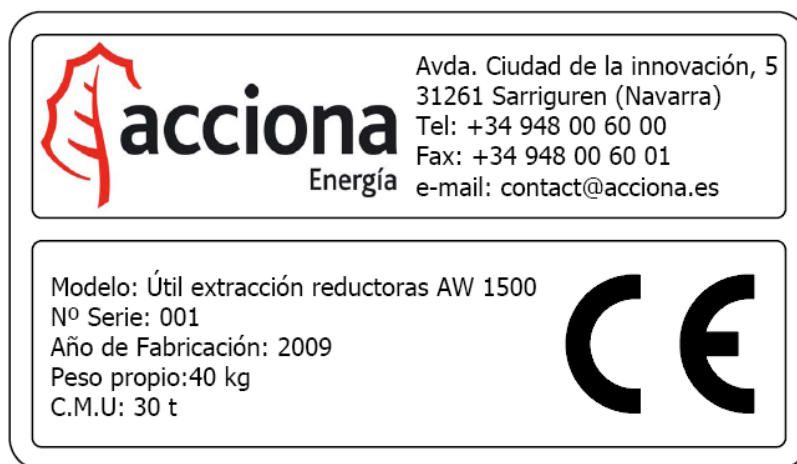 acciona
Energía
Avda. Ciudad de la innovación, 5
31261 Sarriguren (Navarra)
Tel: +34 948 00 60 00
Fax: +34 948 00 60 01
e-mail: contact@acciona.es
Modelo: Útil extracción reductoras AW 1500
Nº Serie: 001
Año de Fabricación: 2009
Peso propio:40 kg
C.M.U: 30 t
CE